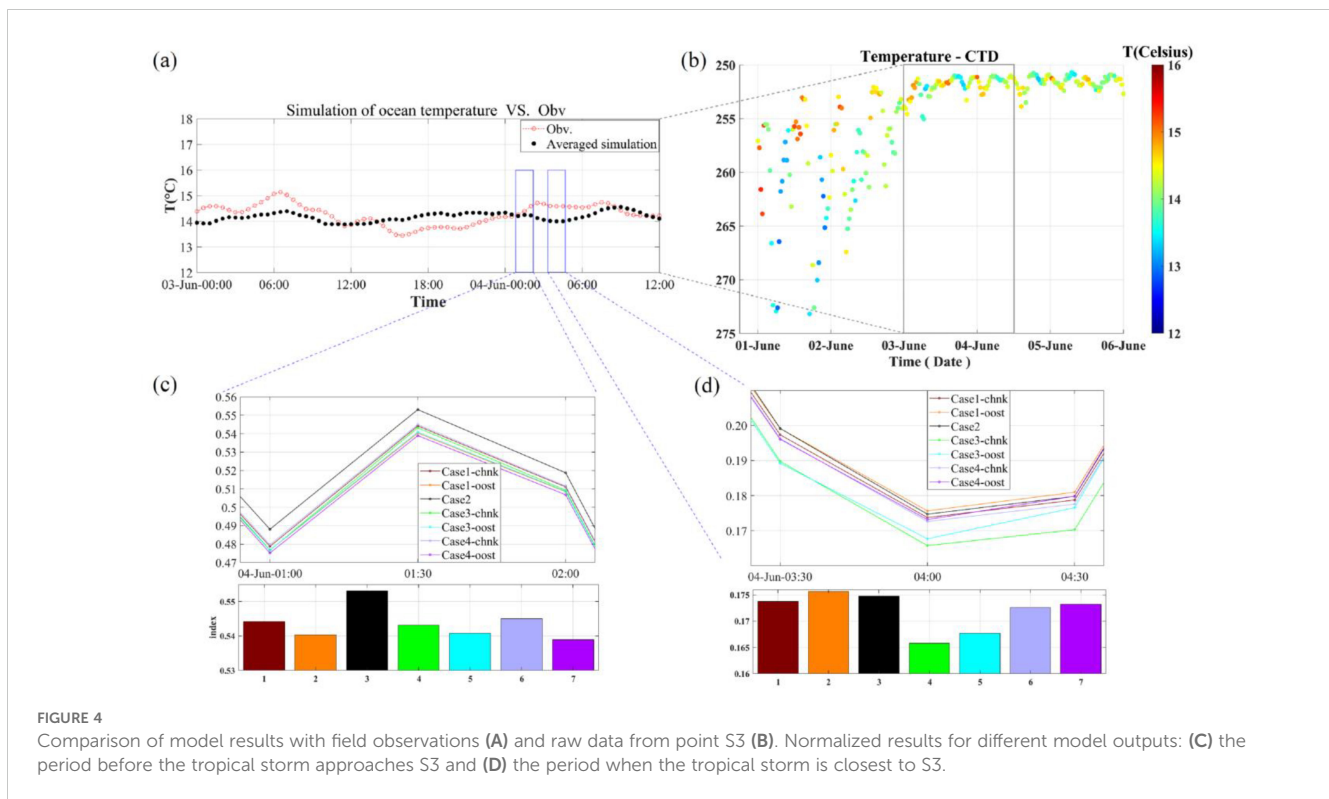 (a)
Simulation of ocean temperature VS. Obv
Obv.
Averaged simulation
18
17
16
15
14
13
12
T(°C)
03-Jun-00:00 06:00 12:00 18:00 04-Jun-00:00 06:00 12:00
Time
(b)
Temperature - CTD
T(Celsius)
250
255
260
265
270
275
01-June 02-June 03-June 04-June 05-June 06-June
Time ( Date )
16
15
14
13
12
(c)
0.56
0.55
0.54
0.53
0.52
0.51
0.5
0.49
0.48
0.47
Case1-chnk
Case1-oost
Case2
Case3-chnk
Case3-oost
Case4-chnk
Case4-oost
04-Jun-01:00 01:30 02:00
index
0.55
0.54
0.53
1 2 3 4 5 6 7
(d)
0.20
0.19
0.18
0.17
Case1-chnk
Case1-oost
Case2
Case3-chnk
Case3-oost
Case4-chnk
Case4-oost
04-Jun-03:30 04:00 04:30
0.175
0.17
0.165
0.16
1 2 3 4 5 6 7
FIGURE 4
Comparison of model results with field observations (A) and raw data from point S3 (B). Normalized results for different model outputs: (C) the
period before the tropical storm approaches S3 and (D) the period when the tropical storm is closest to S3.